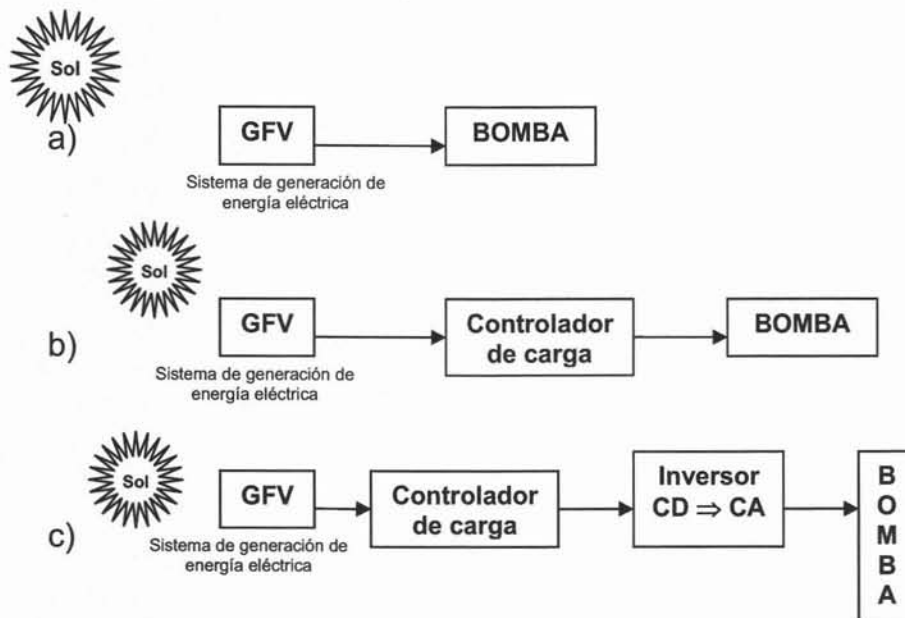 Sol
a)
GFV
BOMBA
Sistema de generación de
energía eléctrica
Sol
b)
GFV
Controlador
de carga
BOMBA
Sistema de generación de
energía eléctrica
Sol
c)
GFV
Controlador
de carga
Inversor
CD ⇒ CA
B
O
M
B
A
Sistema de generación de
energía eléctrica